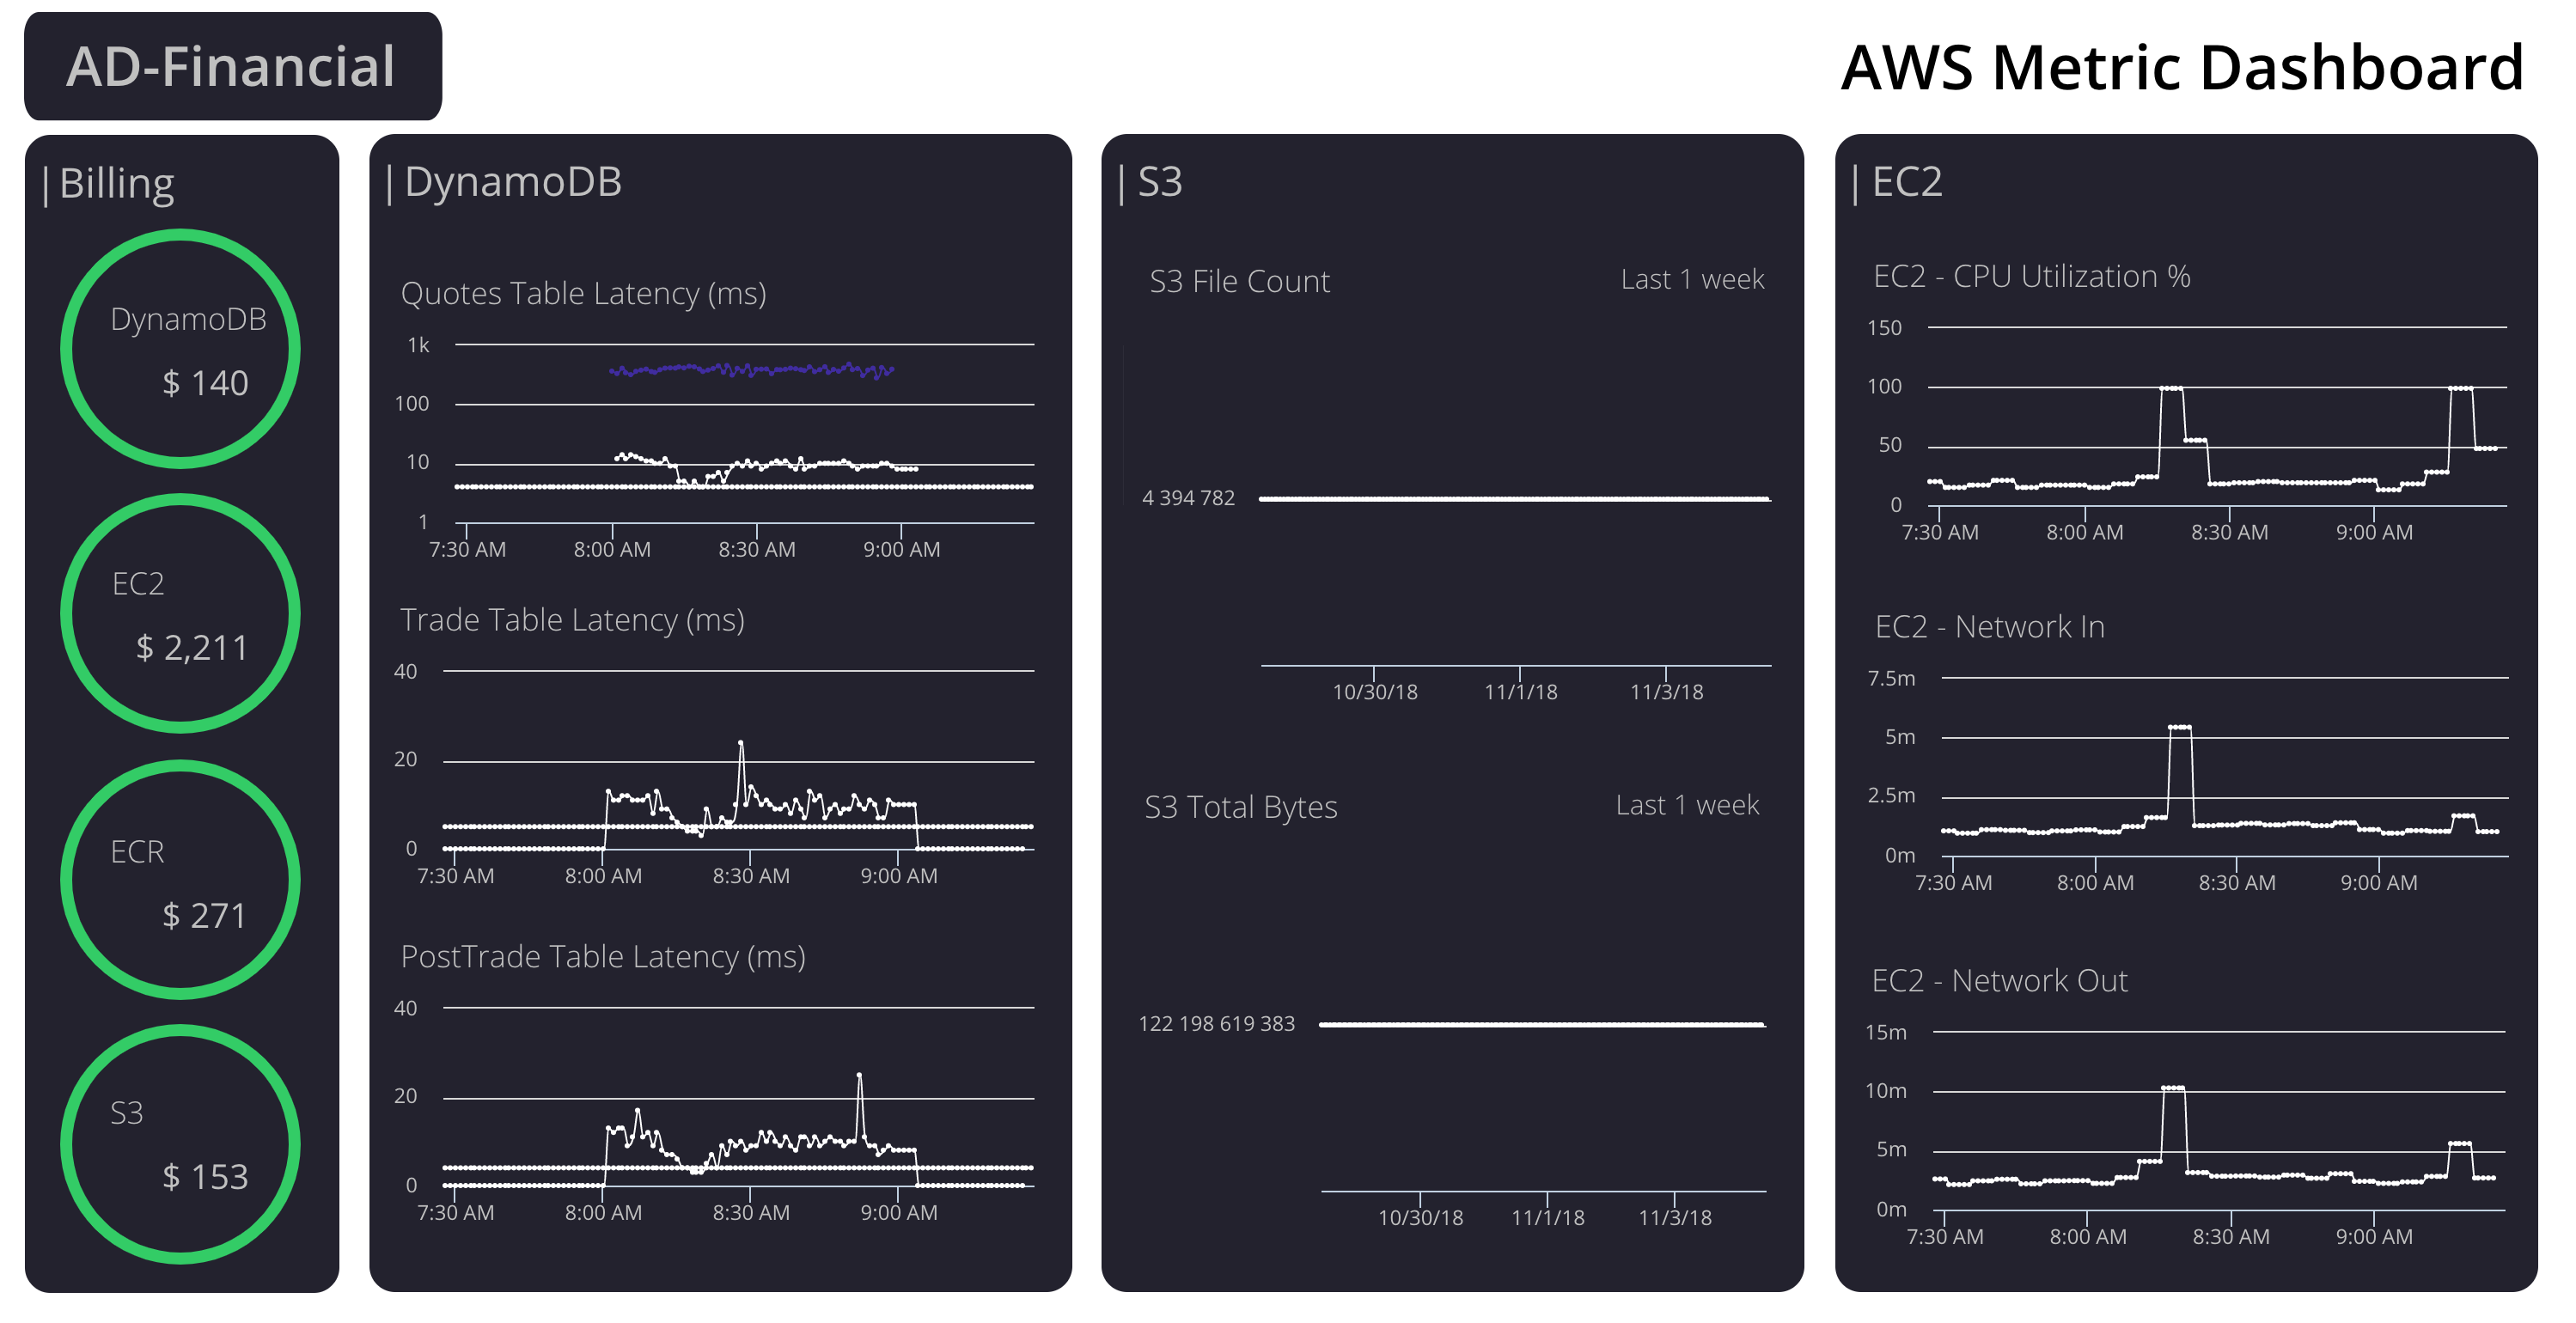 AD-Financial
AWS Metric Dashboard
|Billing
DynamoDB
$ 140
EC2
$ 2,211
ECR
$ 271
S3
$ 153
| DynamoDB
Quotes Table Latency (ms)
1k
100
10
1
7:30 AM 8:00 AM 8:30 AM 9:00 AM
Trade Table Latency (ms)
40
20
0
7:30 AM 8:00 AM 8:30 AM 9:00 AM
PostTrade Table Latency (ms)
40
20
0
7:30 AM 8:00 AM 8:30 AM 9:00 AM
| S3
S3 File Count Last 1 week
4 394 782
10/30/18 11/1/18 11/3/18
S3 Total Bytes Last 1 week
122 198 619 383
10/30/18 11/1/18 11/3/18
| EC2
EC2 - CPU Utilization %
150
100
50
0
7:30 AM 8:00 AM 8:30 AM 9:00 AM
EC2 - Network In
7.5m
5m
2.5m
0m
7:30 AM 8:00 AM 8:30 AM 9:00 AM
EC2 - Network Out
15m
10m
5m
0m
7:30 AM 8:00 AM 8:30 AM 9:00 AM